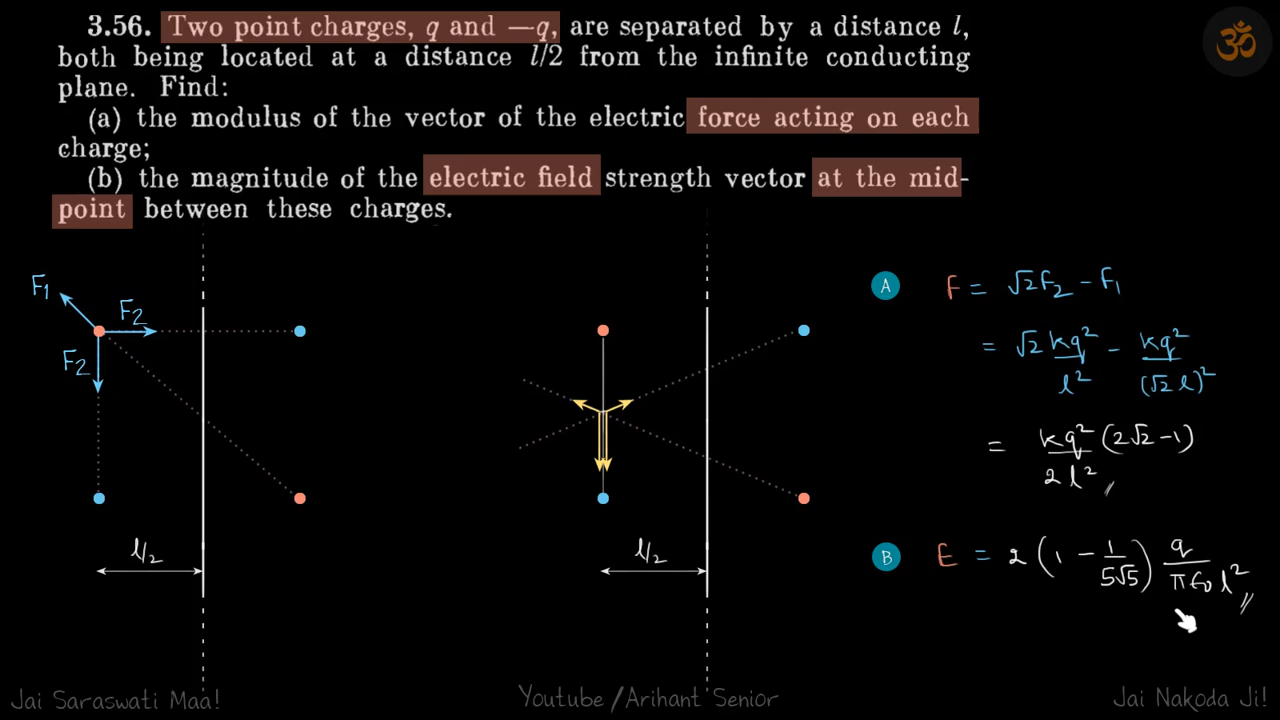 3.56. Two point charges, q and —q, are separated by a distance l,
both being located at a distance l/2 from the infinite conducting
plane. Find:
(a) the modulus of the vector of the electric force acting on each
charge;
(b) the magnitude of the electric field strength vector at the mid-
point between these charges.
ॐ
F₁
F₂
F₂
l/2
l/2
A F = √2F₂ - F₁
= √2 kq²/l² - kq²/(√2 l)²
= kq²/2l² (2√2 - 1)
B E = 2 (1 - 1/5√5) q/πε₀l²
Jai Saraswati Maa!
Youtube /Arihant Senior
Jai Nakoda Ji!